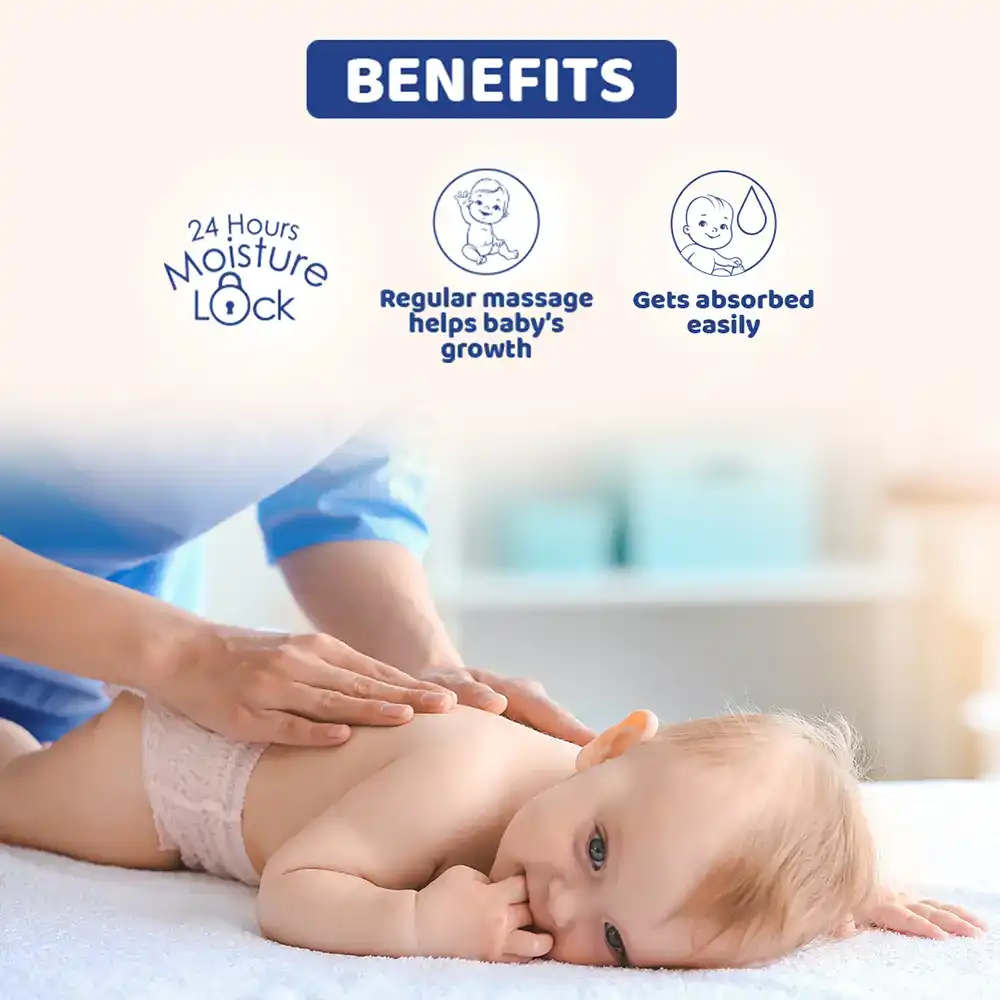 BENEFITS
24 Hours
Moisture
Lock
Regular massage
helps baby's
growth
Gets absorbed
easily